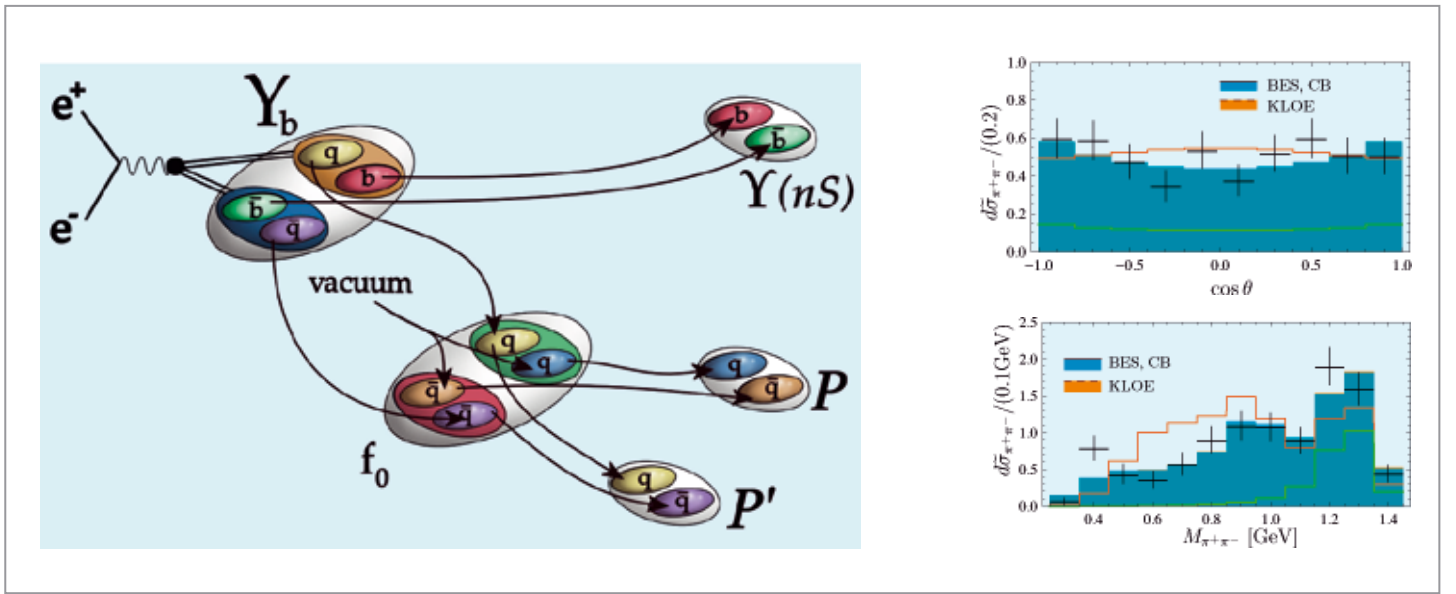 e+
e-
Υb
q
b
b̄
q̄
b
b̄
Υ(nS)
vacuum
q
q
q̄
q̄
f0
q
q̄
P
q
q̄
P'
dσ̃π+π-/(0.2)
1.0
0.8
0.6
0.4
0.2
0.0
BES, CB
KLOE
−1.0 −0.5 0.0 0.5 1.0
cos θ
dσ̃π+π-/(0.1GeV)
2.5
2.0
1.5
1.0
0.5
0.0
BES, CB
KLOE
0.4 0.6 0.8 1.0 1.2 1.4
Mπ+π- [GeV]